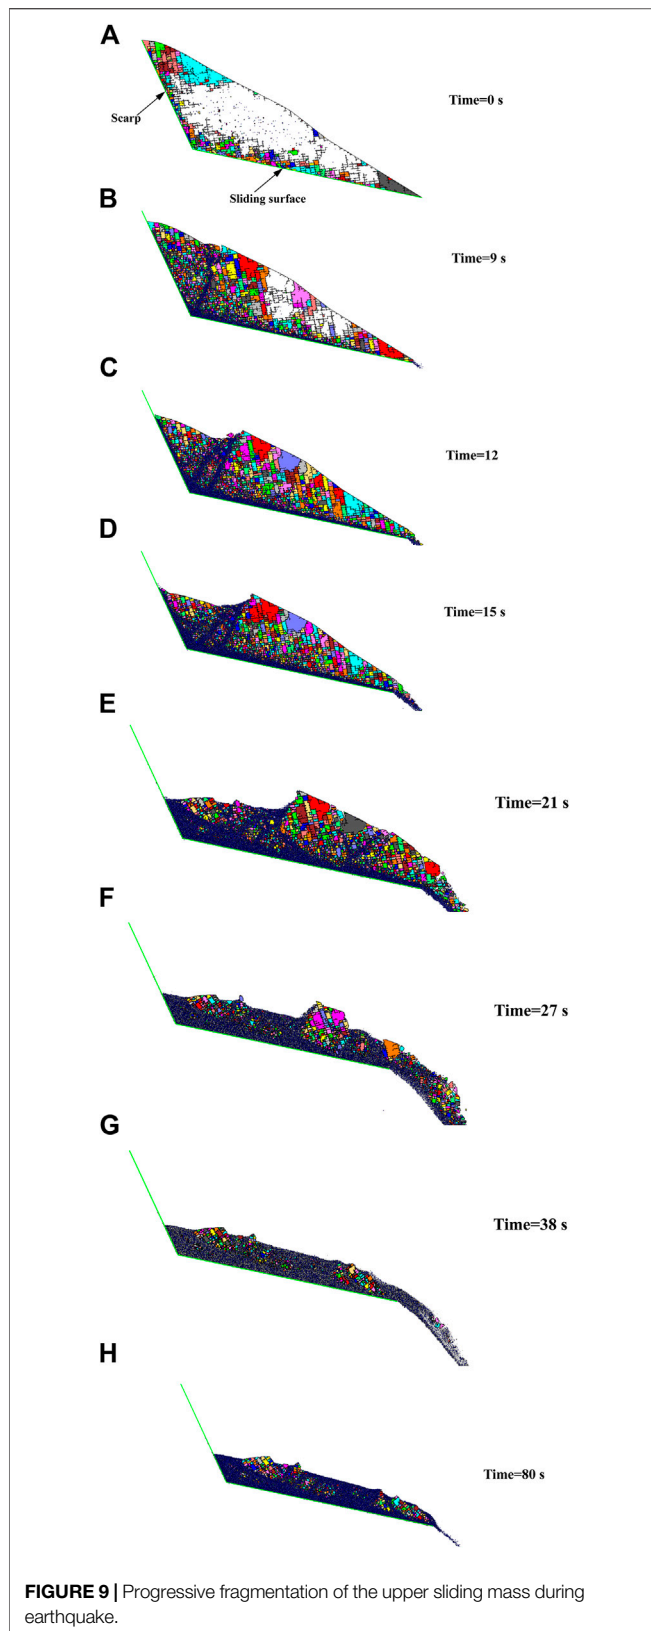 A
Time=0 s
Scarp
Sliding surface
B
Time=9 s
C
Time=12
D
Time=15 s
E
Time=21 s
F
Time=27 s
G
Time=38 s
H
Time=80 s
FIGURE 9 | Progressive fragmentation of the upper sliding mass during
earthquake.